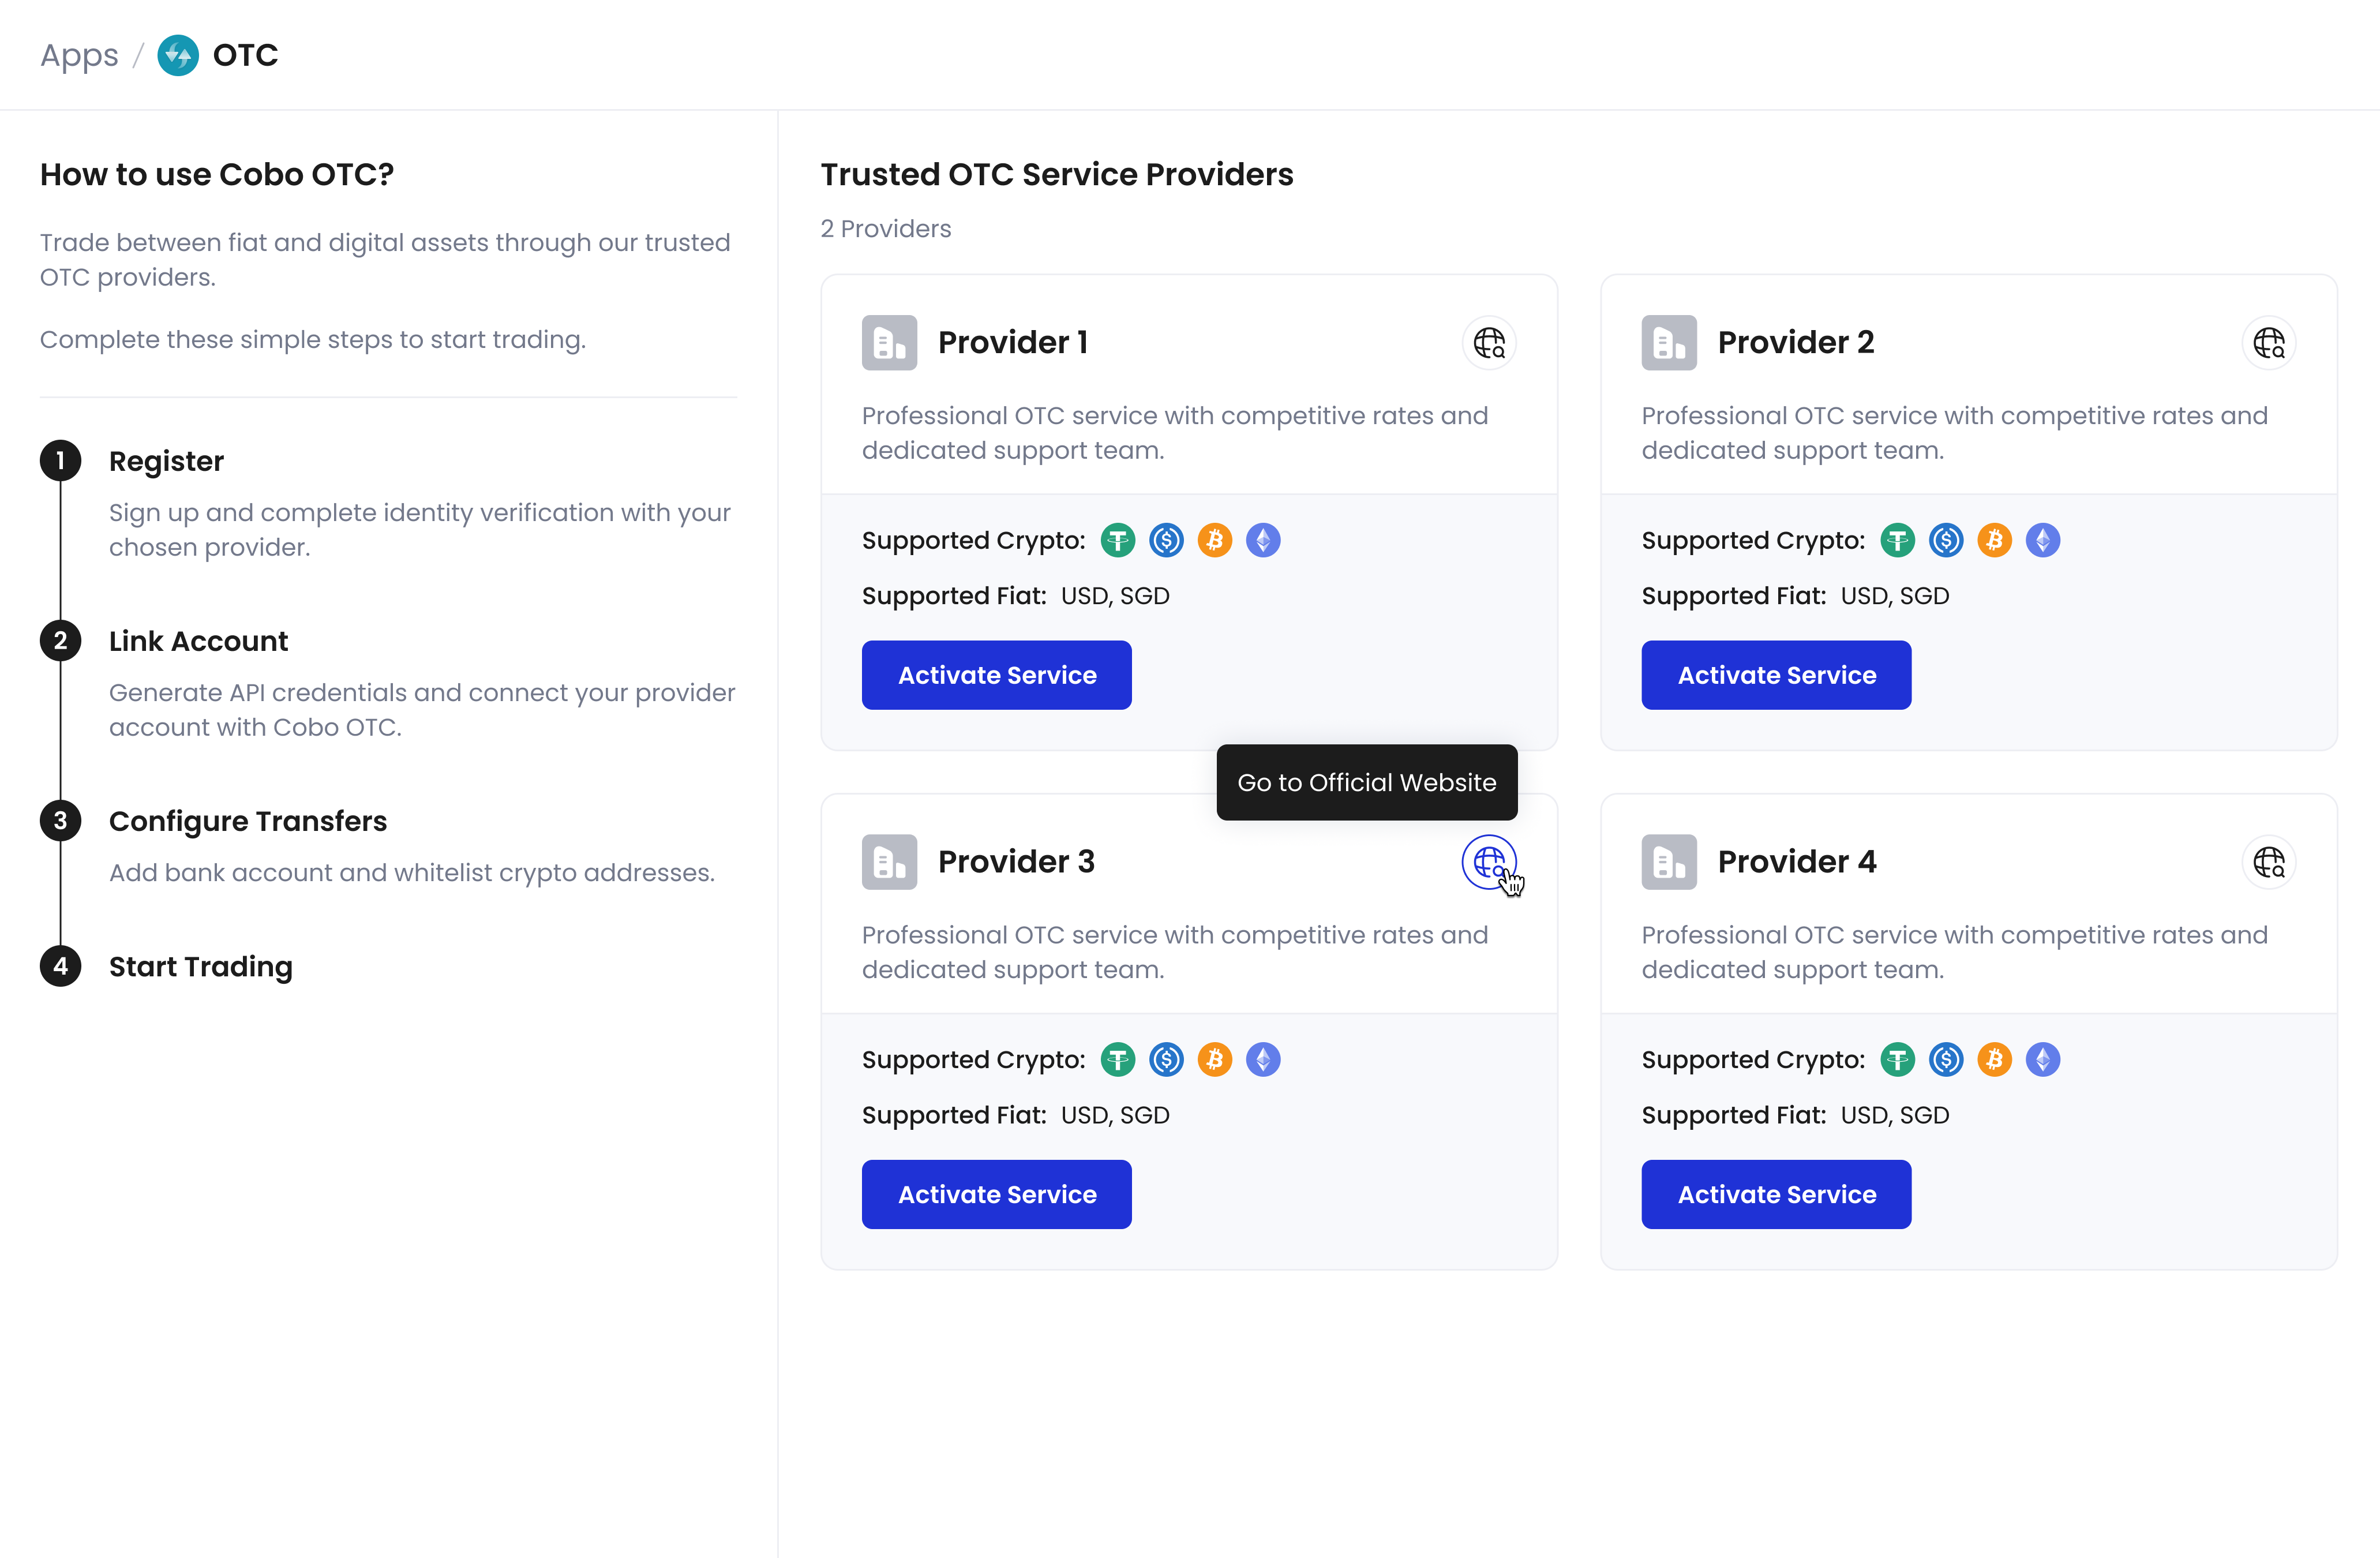 Apps / OTC
How to use Cobo OTC?
Trade between fiat and digital assets through our trusted
OTC providers.
Complete these simple steps to start trading.
1 Register
Sign up and complete identity verification with your
chosen provider.
2 Link Account
Generate API credentials and connect your provider
account with Cobo OTC.
3 Configure Transfers
Add bank account and whitelist crypto addresses.
4 Start Trading
Trusted OTC Service Providers
2 Providers
Provider 1
Professional OTC service with competitive rates and
dedicated support team.
Supported Crypto:
Supported Fiat: USD, SGD
Activate Service
Provider 2
Professional OTC service with competitive rates and
dedicated support team.
Supported Crypto:
Supported Fiat: USD, SGD
Activate Service
Go to Official Website
Provider 3
Professional OTC service with competitive rates and
dedicated support team.
Supported Crypto:
Supported Fiat: USD, SGD
Activate Service
Provider 4
Professional OTC service with competitive rates and
dedicated support team.
Supported Crypto:
Supported Fiat: USD, SGD
Activate Service